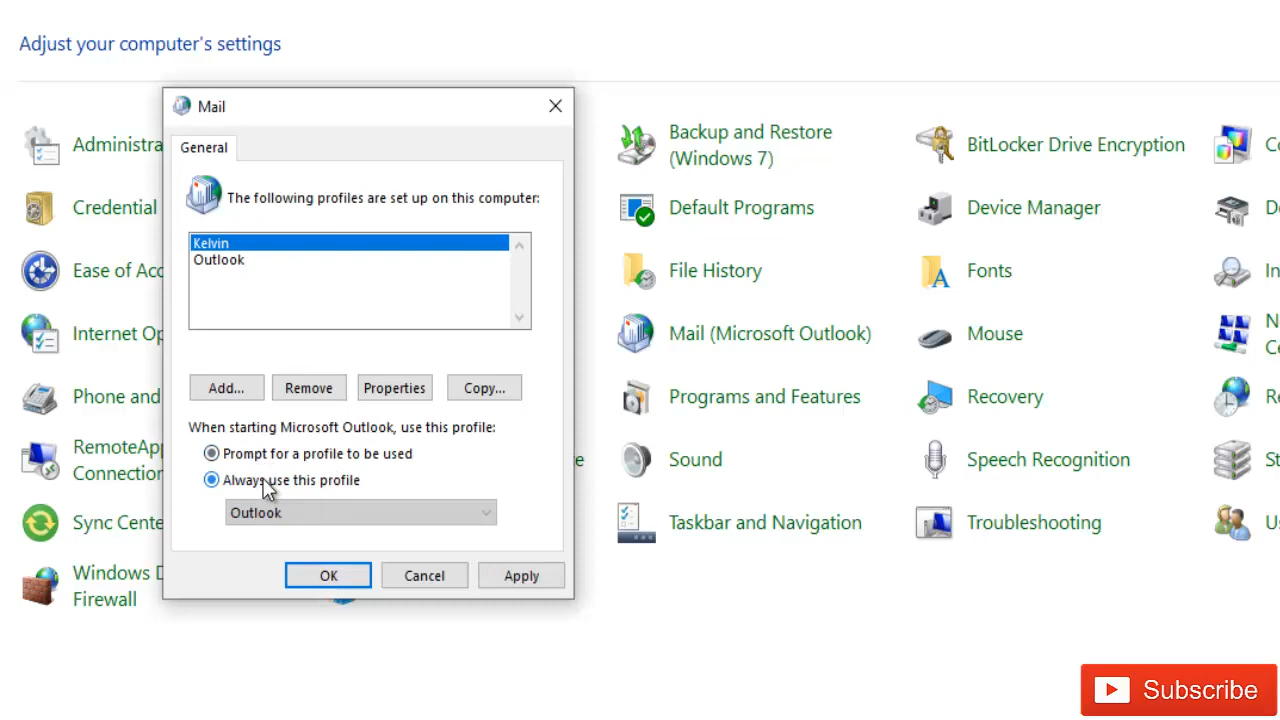 Adjust your computer's settings
Mail
General
The following profiles are set up on this computer:
Kelvin
Outlook
Add...
Remove
Properties
Copy...
When starting Microsoft Outlook, use this profile:
Prompt for a profile to be used
Always use this profile
Outlook
OK
Cancel
Apply
Administra
Credential
Ease of Acc
Internet Op
Phone and
RemoteApp
Connection
Sync Cente
Windows D
Firewall
Backup and Restore
(Windows 7)
Default Programs
File History
Mail (Microsoft Outlook)
Programs and Features
Sound
Taskbar and Navigation
BitLocker Drive Encryption
Device Manager
Fonts
Mouse
Recovery
Speech Recognition
Troubleshooting
Subscribe